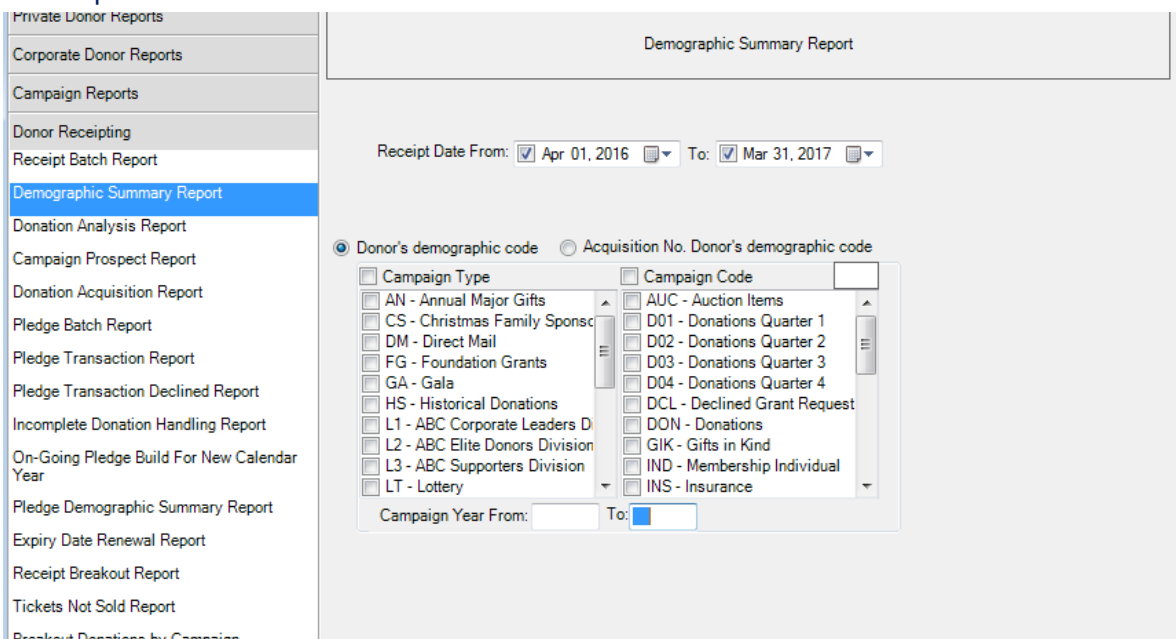 Private Donor Reports
Corporate Donor Reports
Campaign Reports
Donor Receipting
Receipt Batch Report
Demographic Summary Report
Donation Analysis Report
Campaign Prospect Report
Donation Acquisition Report
Pledge Batch Report
Pledge Transaction Report
Pledge Transaction Declined Report
Incomplete Donation Handling Report
On-Going Pledge Build For New Calendar
Year
Pledge Demographic Summary Report
Expiry Date Renewal Report
Receipt Breakout Report
Tickets Not Sold Report
Breakout Donations by Campaign
Demographic Summary Report
Receipt Date From: Apr 01, 2016 To: Mar 31, 2017
Donor's demographic code Acquisition No. Donor's demographic code
Campaign Type
AN - Annual Major Gifts
CS - Christmas Family Sponsc
DM - Direct Mail
FG - Foundation Grants
GA - Gala
HS - Historical Donations
L1 - ABC Corporate Leaders Di
L2 - ABC Elite Donors Division
L3 - ABC Supporters Division
LT - Lottery
Campaign Code
AUC - Auction Items
D01 - Donations Quarter 1
D02 - Donations Quarter 2
D03 - Donations Quarter 3
D04 - Donations Quarter 4
DCL - Declined Grant Request
DON - Donations
GIK - Gifts in Kind
IND - Membership Individual
INS - Insurance
Campaign Year From: To: